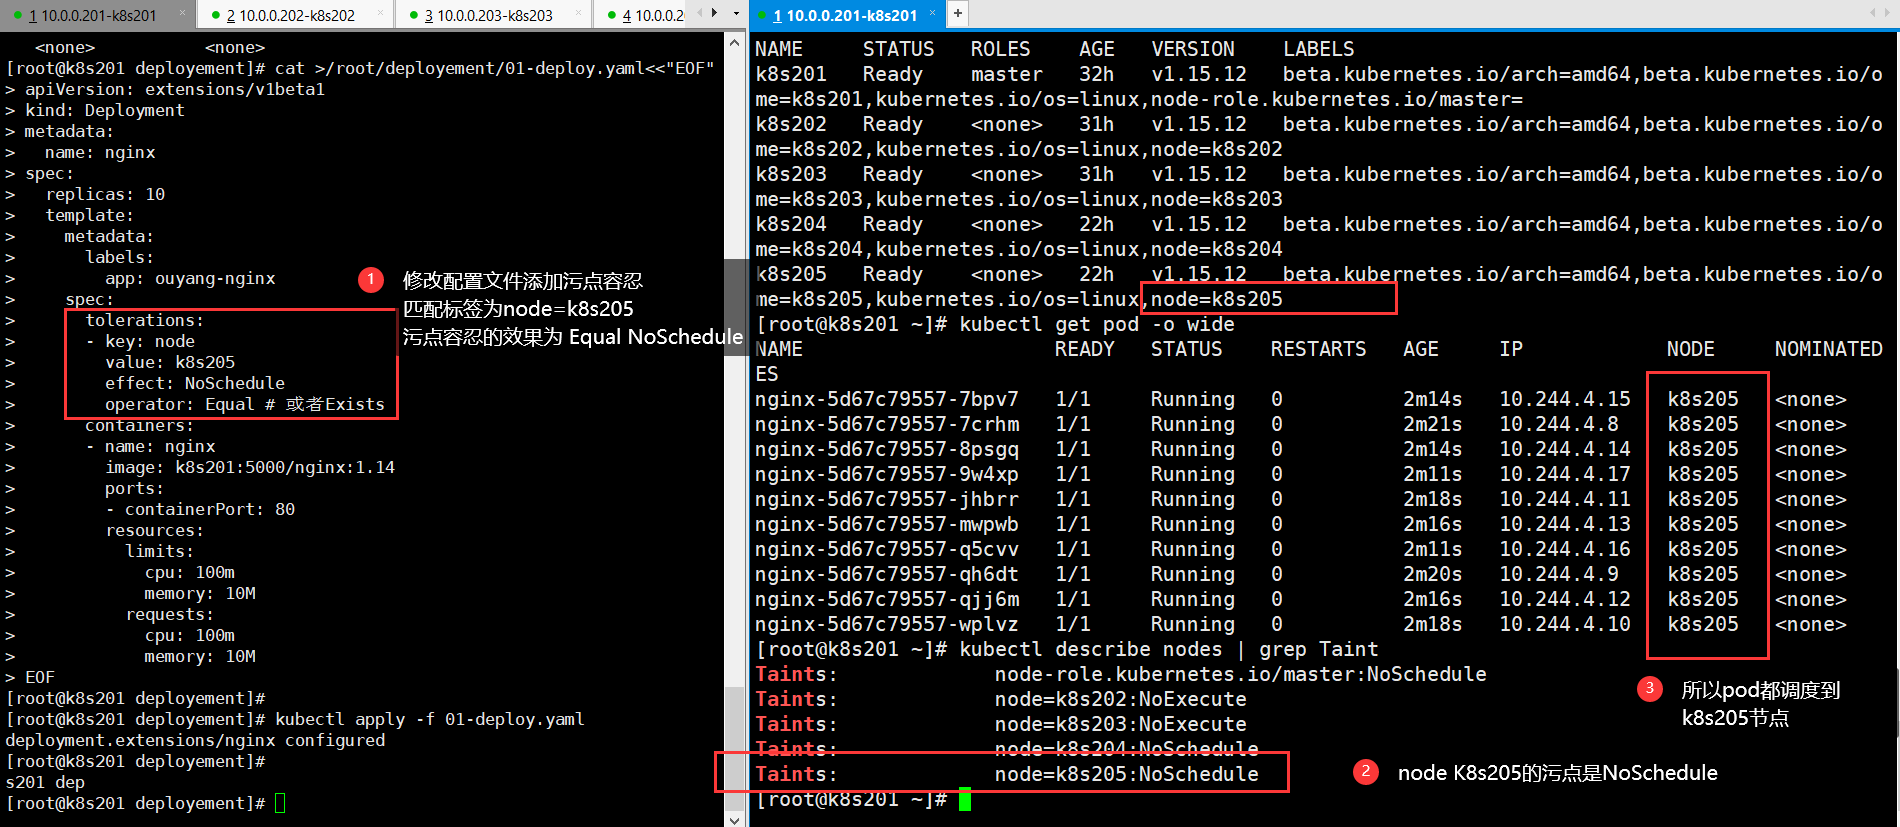 1 10.0.0.201-k8s201 × 2 10.0.0.202-k8s202 × 3 10.0.0.203-k8s203 × 4 10.0.0.2
<none> <none>
[root@k8s201 deployement]# cat >/root/deployement/01-deploy.yaml<<"EOF"
> apiVersion: extensions/v1beta1
> kind: Deployment
> metadata:
>   name: nginx
> spec:
>   replicas: 10
>   template:
>     metadata:
>       labels:
>         app: ouyang-nginx
>     spec:
>       tolerations:
>       - key: node
>         value: k8s205
>         effect: NoSchedule
>         operator: Equal # 或者Exists
>       containers:
>       - name: nginx
>         image: k8s201:5000/nginx:1.14
>         ports:
>         - containerPort: 80
>         resources:
>           limits:
>             cpu: 100m
>             memory: 10M
>           requests:
>             cpu: 100m
>             memory: 10M
> EOF
[root@k8s201 deployement]#
[root@k8s201 deployement]# kubectl apply -f 01-deploy.yaml
deployment.extensions/nginx configured
[root@k8s201 deployement]#
s201 dep
[root@k8s201 deployement]#
1 修改配置文件添加污点容忍
匹配标签为node=k8s205
污点容忍的效果为 Equal NoSchedule
1 10.0.0.201-k8s201 × +
NAME STATUS ROLES AGE VERSION LABELS
k8s201 Ready master 32h v1.15.12 beta.kubernetes.io/arch=amd64,beta.kubernetes.io/o
me=k8s201,kubernetes.io/os=linux,node-role.kubernetes.io/master=
k8s202 Ready <none> 31h v1.15.12 beta.kubernetes.io/arch=amd64,beta.kubernetes.io/o
me=k8s202,kubernetes.io/os=linux,node=k8s202
k8s203 Ready <none> 31h v1.15.12 beta.kubernetes.io/arch=amd64,beta.kubernetes.io/o
me=k8s203,kubernetes.io/os=linux,node=k8s203
k8s204 Ready <none> 22h v1.15.12 beta.kubernetes.io/arch=amd64,beta.kubernetes.io/o
me=k8s204,kubernetes.io/os=linux,node=k8s204
k8s205 Ready <none> 22h v1.15.12 beta.kubernetes.io/arch=amd64,beta.kubernetes.io/o
me=k8s205,kubernetes.io/os=linux,node=k8s205
[root@k8s201 ~]# kubectl get pod -o wide
NAME READY STATUS RESTARTS AGE IP NODE NOMINATED
ES
nginx-5d67c79557-7bpv7 1/1 Running 0 2m14s 10.244.4.15 k8s205 <none>
nginx-5d67c79557-7crhm 1/1 Running 0 2m21s 10.244.4.8 k8s205 <none>
nginx-5d67c79557-8psgq 1/1 Running 0 2m14s 10.244.4.14 k8s205 <none>
nginx-5d67c79557-9w4xp 1/1 Running 0 2m11s 10.244.4.17 k8s205 <none>
nginx-5d67c79557-jhbrr 1/1 Running 0 2m18s 10.244.4.11 k8s205 <none>
nginx-5d67c79557-mwpwb 1/1 Running 0 2m16s 10.244.4.13 k8s205 <none>
nginx-5d67c79557-q5cvv 1/1 Running 0 2m11s 10.244.4.16 k8s205 <none>
nginx-5d67c79557-qh6dt 1/1 Running 0 2m20s 10.244.4.9 k8s205 <none>
nginx-5d67c79557-qjj6m 1/1 Running 0 2m16s 10.244.4.12 k8s205 <none>
nginx-5d67c79557-wplvz 1/1 Running 0 2m18s 10.244.4.10 k8s205 <none>
[root@k8s201 ~]# kubectl describe nodes | grep Taint
Taints: node-role.kubernetes.io/master:NoSchedule
Taints: node=k8s202:NoExecute
Taints: node=k8s203:NoExecute
Taints: node=k8s204:NoSchedule
Taints: node=k8s205:NoSchedule
[root@k8s201 ~]#
3 所以pod都调度到
k8s205节点
2 node K8s205的污点是NoSchedule